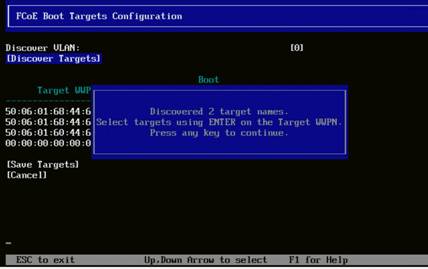 FCoE Boot Targets Configuration
Discover VLAN: [0]
[Discover Targets]
Boot
Target WWP
50:06:01:68:44:6
50:06:01:68:44:6
50:06:01:60:44:6
00:00:00:00:00:0
Discovered 2 target names.
Select targets using ENTER on the Target WWPN.
Press any key to continue.
[Save Targets]
[Cancel]
ESC to exit Up,Down Arrow to select F1 for Help